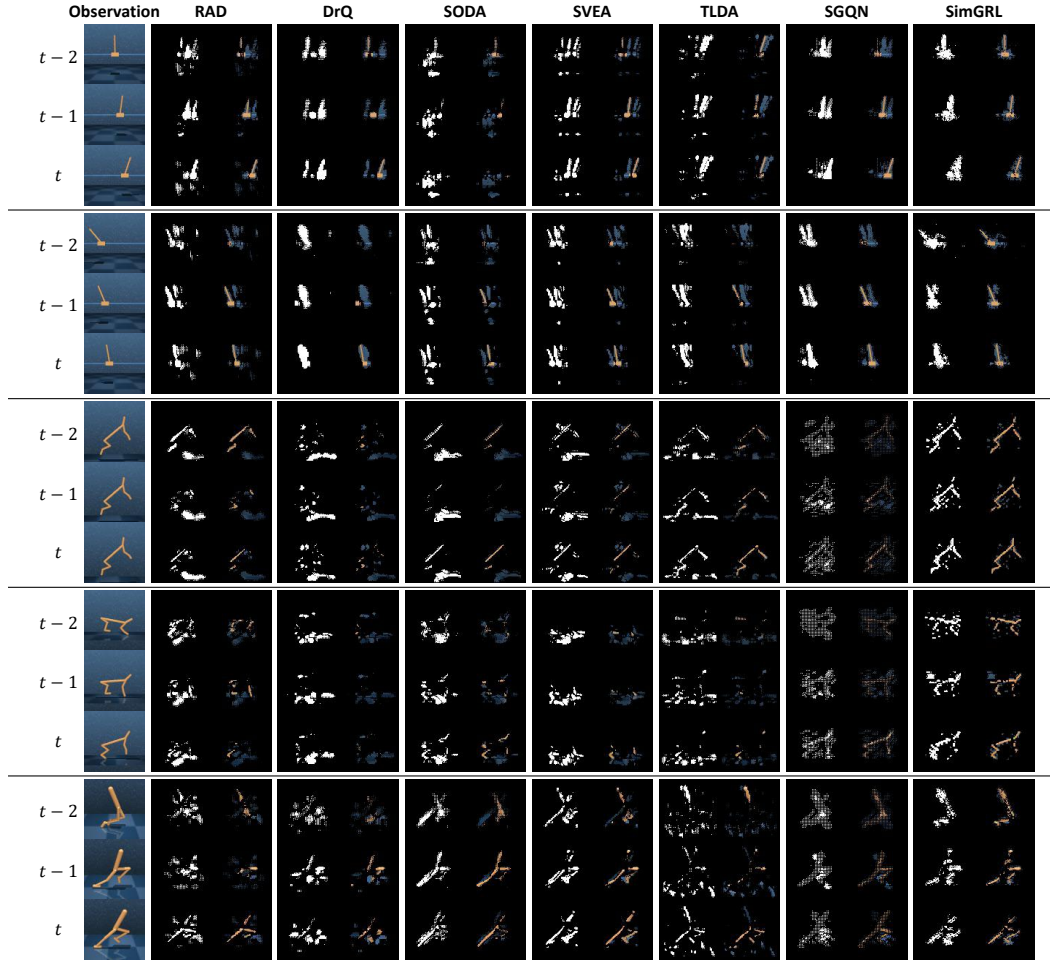 Observation RAD DrQ SODA SVEA TLDA SGQN SimGRL
t − 2
t − 1
t
t − 2
t − 1
t
t − 2
t − 1
t
t − 2
t − 1
t
t − 2
t − 1
t